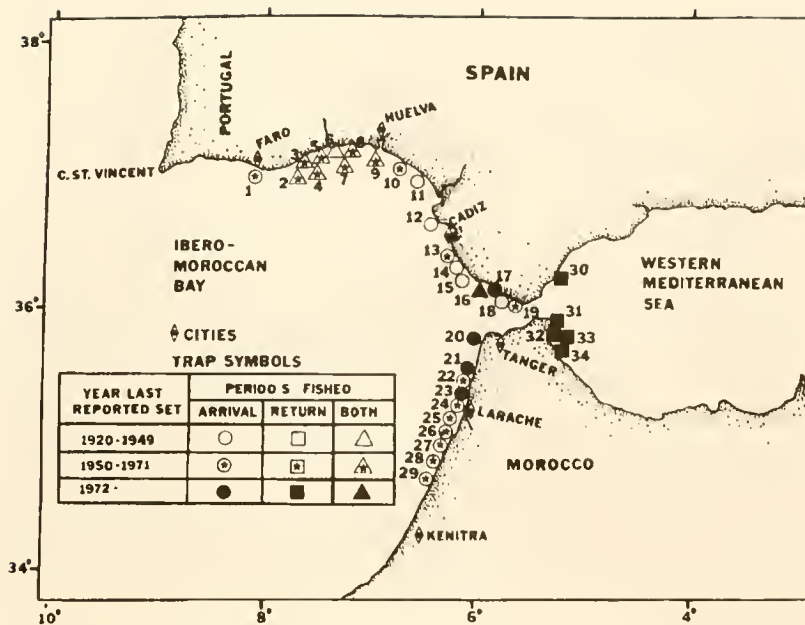 38°
SPAIN
PORTUGAL
HUELVA
FARO
C. ST. VINCENT
1
2
3
4
5
6
7
8
9
10
11
12
CADIZ
IBERO-
MOROCCAN
BAY
13
14
15
16
17
18
19
30
WESTERN
MEDITERRANEAN
SEA
36°
31
32
33
34
20
TANGER
21
22
23
24
LARACHE
25
26
27
28
29
MOROCCO
KENITRA
CITIES
TRAP SYMBOLS
YEAR LAST
REPORTED SET
PERIODS FISHED
ARRIVAL RETURN BOTH
1920-1949
1950-1971
1972-
34°
10° 8° 6° 4°